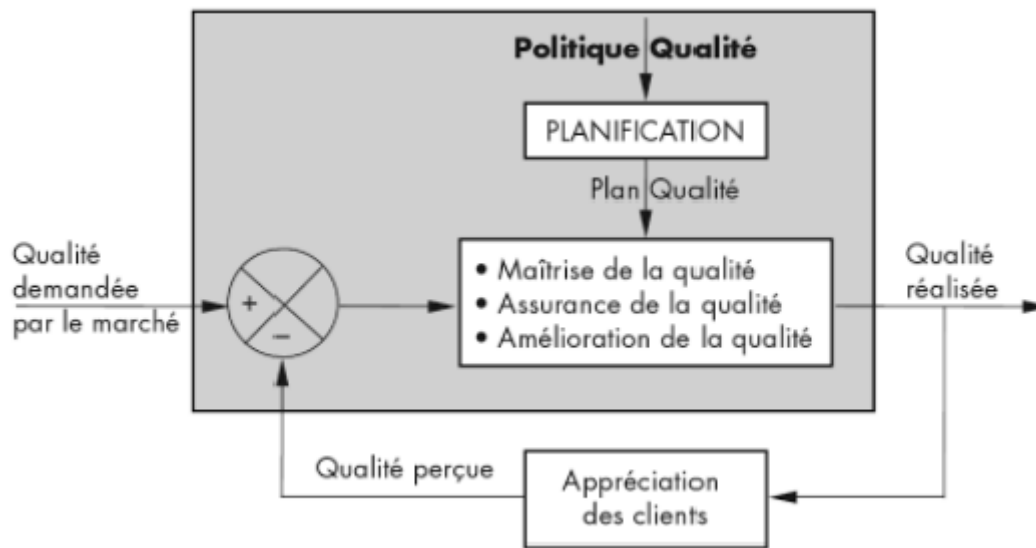 Politique Qualité
PLANIFICATION
Plan Qualité
Qualité
demandée
par le marché
+
−
• Maîtrise de la qualité
• Assurance de la qualité
• Amélioration de la qualité
Qualité
réalisée
Qualité perçue
Appréciation
des clients